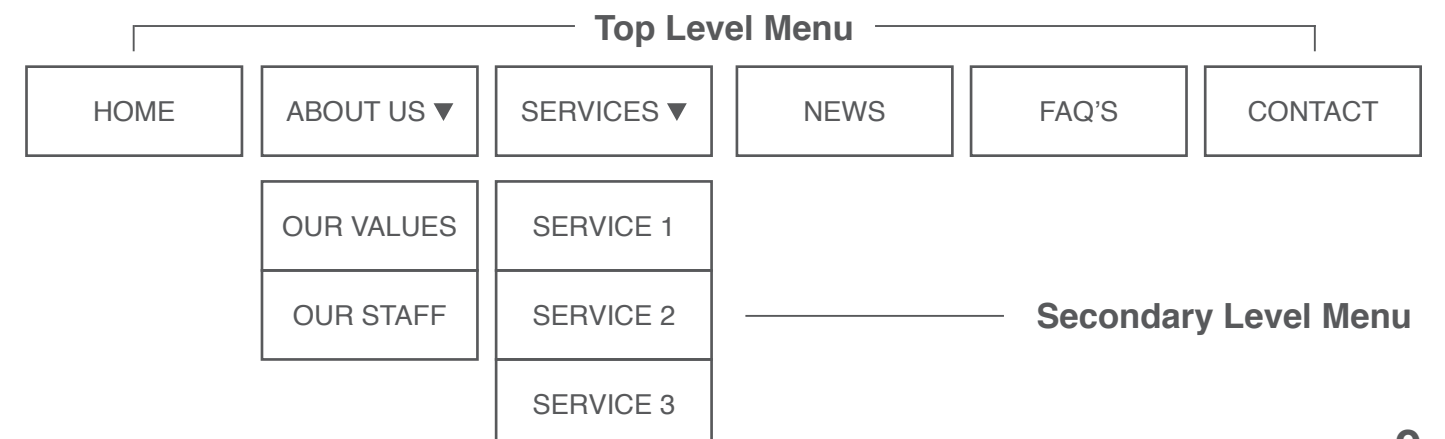 Top Level Menu
HOME
ABOUT US ▼
SERVICES ▼
NEWS
FAQ'S
CONTACT
OUR VALUES
SERVICE 1
OUR STAFF
SERVICE 2
Secondary Level Menu
SERVICE 3